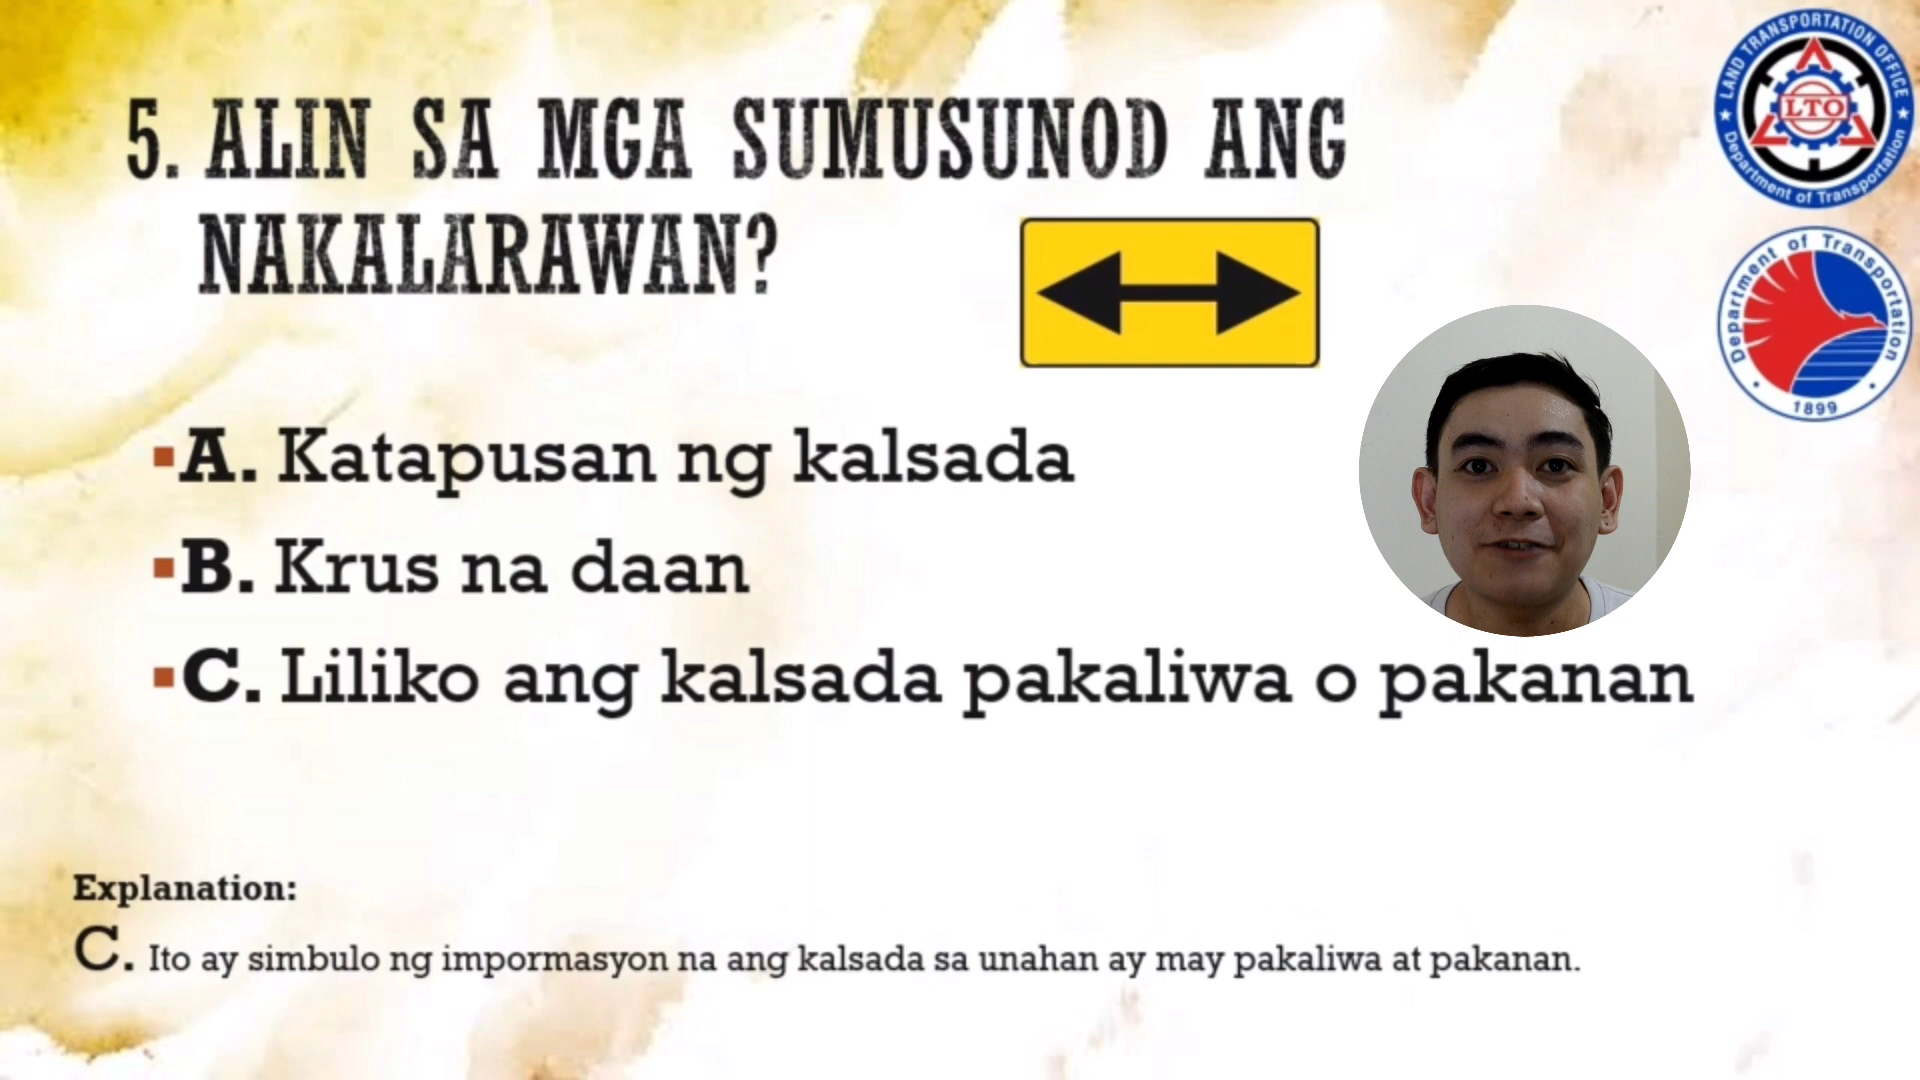 5. ALIN SA MGA SUMUSUNOD ANG
NAKALARAWAN?
A. Katapusan ng kalsada
B. Krus na daan
C. Liliko ang kalsada pakaliwa o pakanan
Explanation:
C. Ito ay simbulo ng impormasyon na ang kalsada sa unahan ay may pakaliwa at pakanan.
LAND TRANSPORTATION OFFICE
LTO
Department of Transportation
Department of Transportation
1899